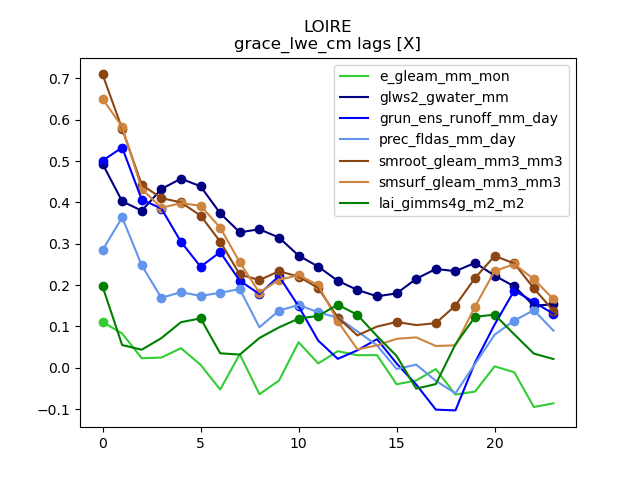 LOIRE
grace_lwe_cm lags [X]
e_gleam_mm_mon
glws2_gwater_mm
grun_ens_runoff_mm_day
prec_fldas_mm_day
smroot_gleam_mm3_mm3
smsurf_gleam_mm3_mm3
lai_gimms4g_m2_m2
0.7
0.6
0.5
0.4
0.3
0.2
0.1
0.0
−0.1
0 5 10 15 20